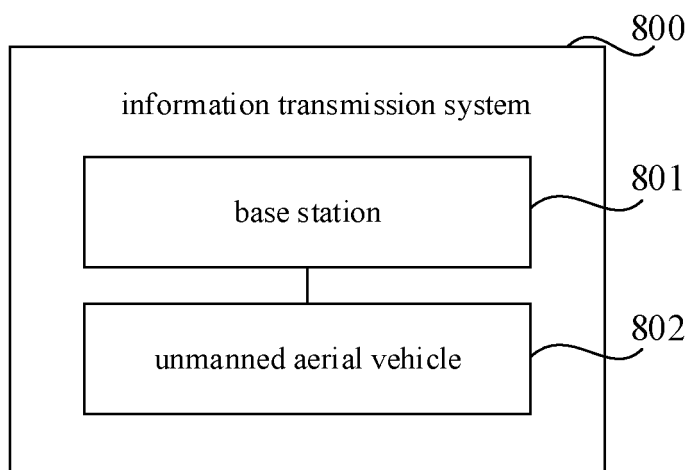 800
information transmission system
801
base station
802
unmanned aerial vehicle